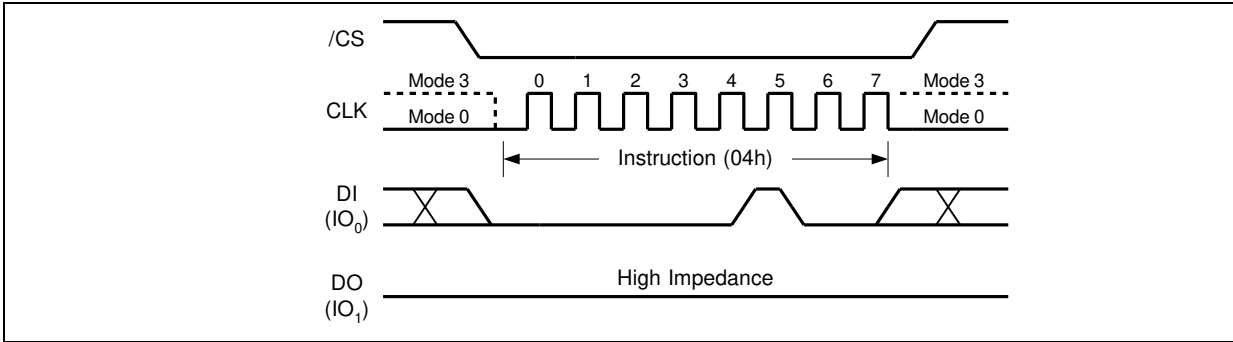 /CS
Mode 3 0 1 2 3 4 5 6 7 Mode 3
CLK
Mode 0 Mode 0
Instruction (04h)
DI
(IO0)
High Impedance
DO
(IO1)